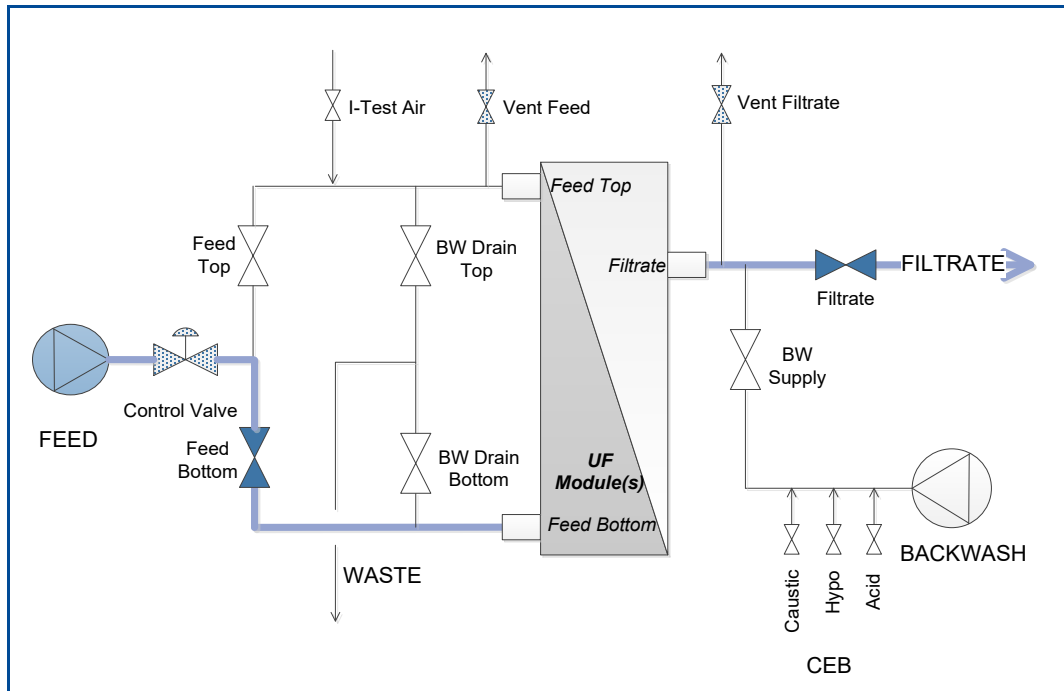 I-Test Air
Vent Feed
Vent Filtrate
Feed Top
Feed
Top
BW Drain
Top
Filtrate
FILTRATE
Filtrate
BW
Supply
Control Valve
FEED
Feed
Bottom
BW Drain
Bottom
UF
Module(s)
Feed Bottom
WASTE
BACKWASH
Caustic
Hypo
Acid
CEB